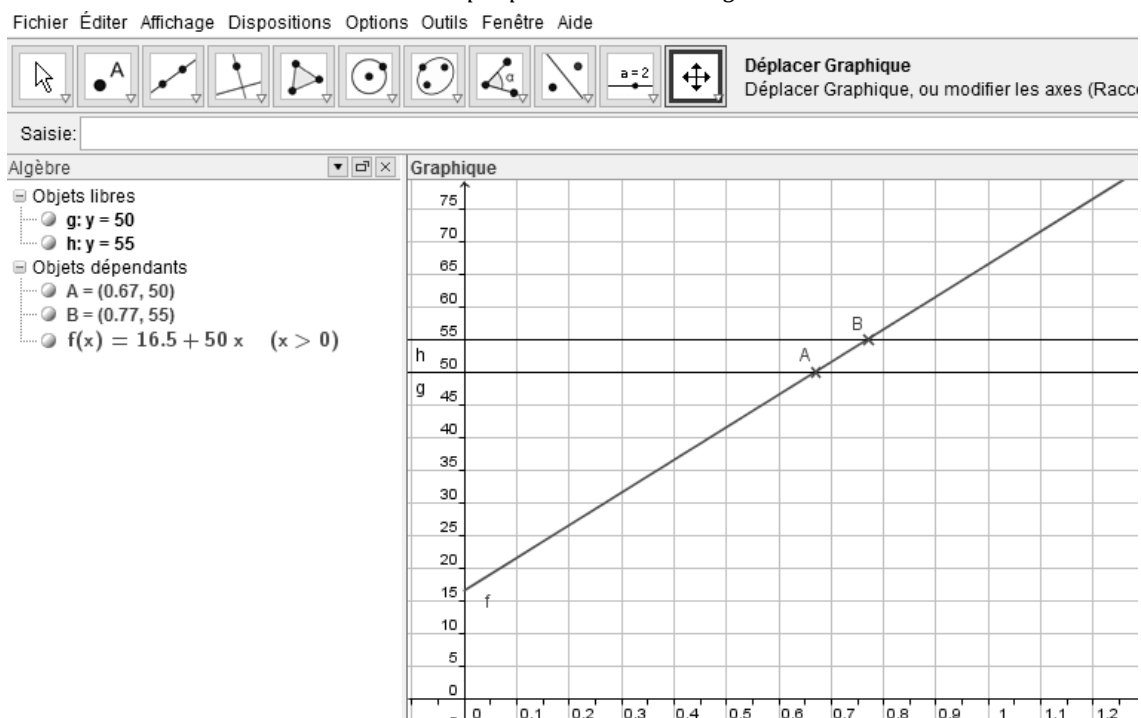 Fichier Éditer Affichage Dispositions Options Outils Fenêtre Aide
A
α
a = 2
Déplacer Graphique
Déplacer Graphique, ou modifier les axes (Racc
Saisie:
Algèbre
Graphique
Objets libres
g: y = 50
h: y = 55
Objets dépendants
A = (0.67, 50)
B = (0.77, 55)
f(x) = 16.5 + 50 x (x > 0)
75
70
65
60
55
B
h
50
A
g
45
40
35
30
25
20
15
f
10
5
0
0 0.1 0.2 0.3 0.4 0.5 0.6 0.7 0.8 0.9 1 1.1 1.2